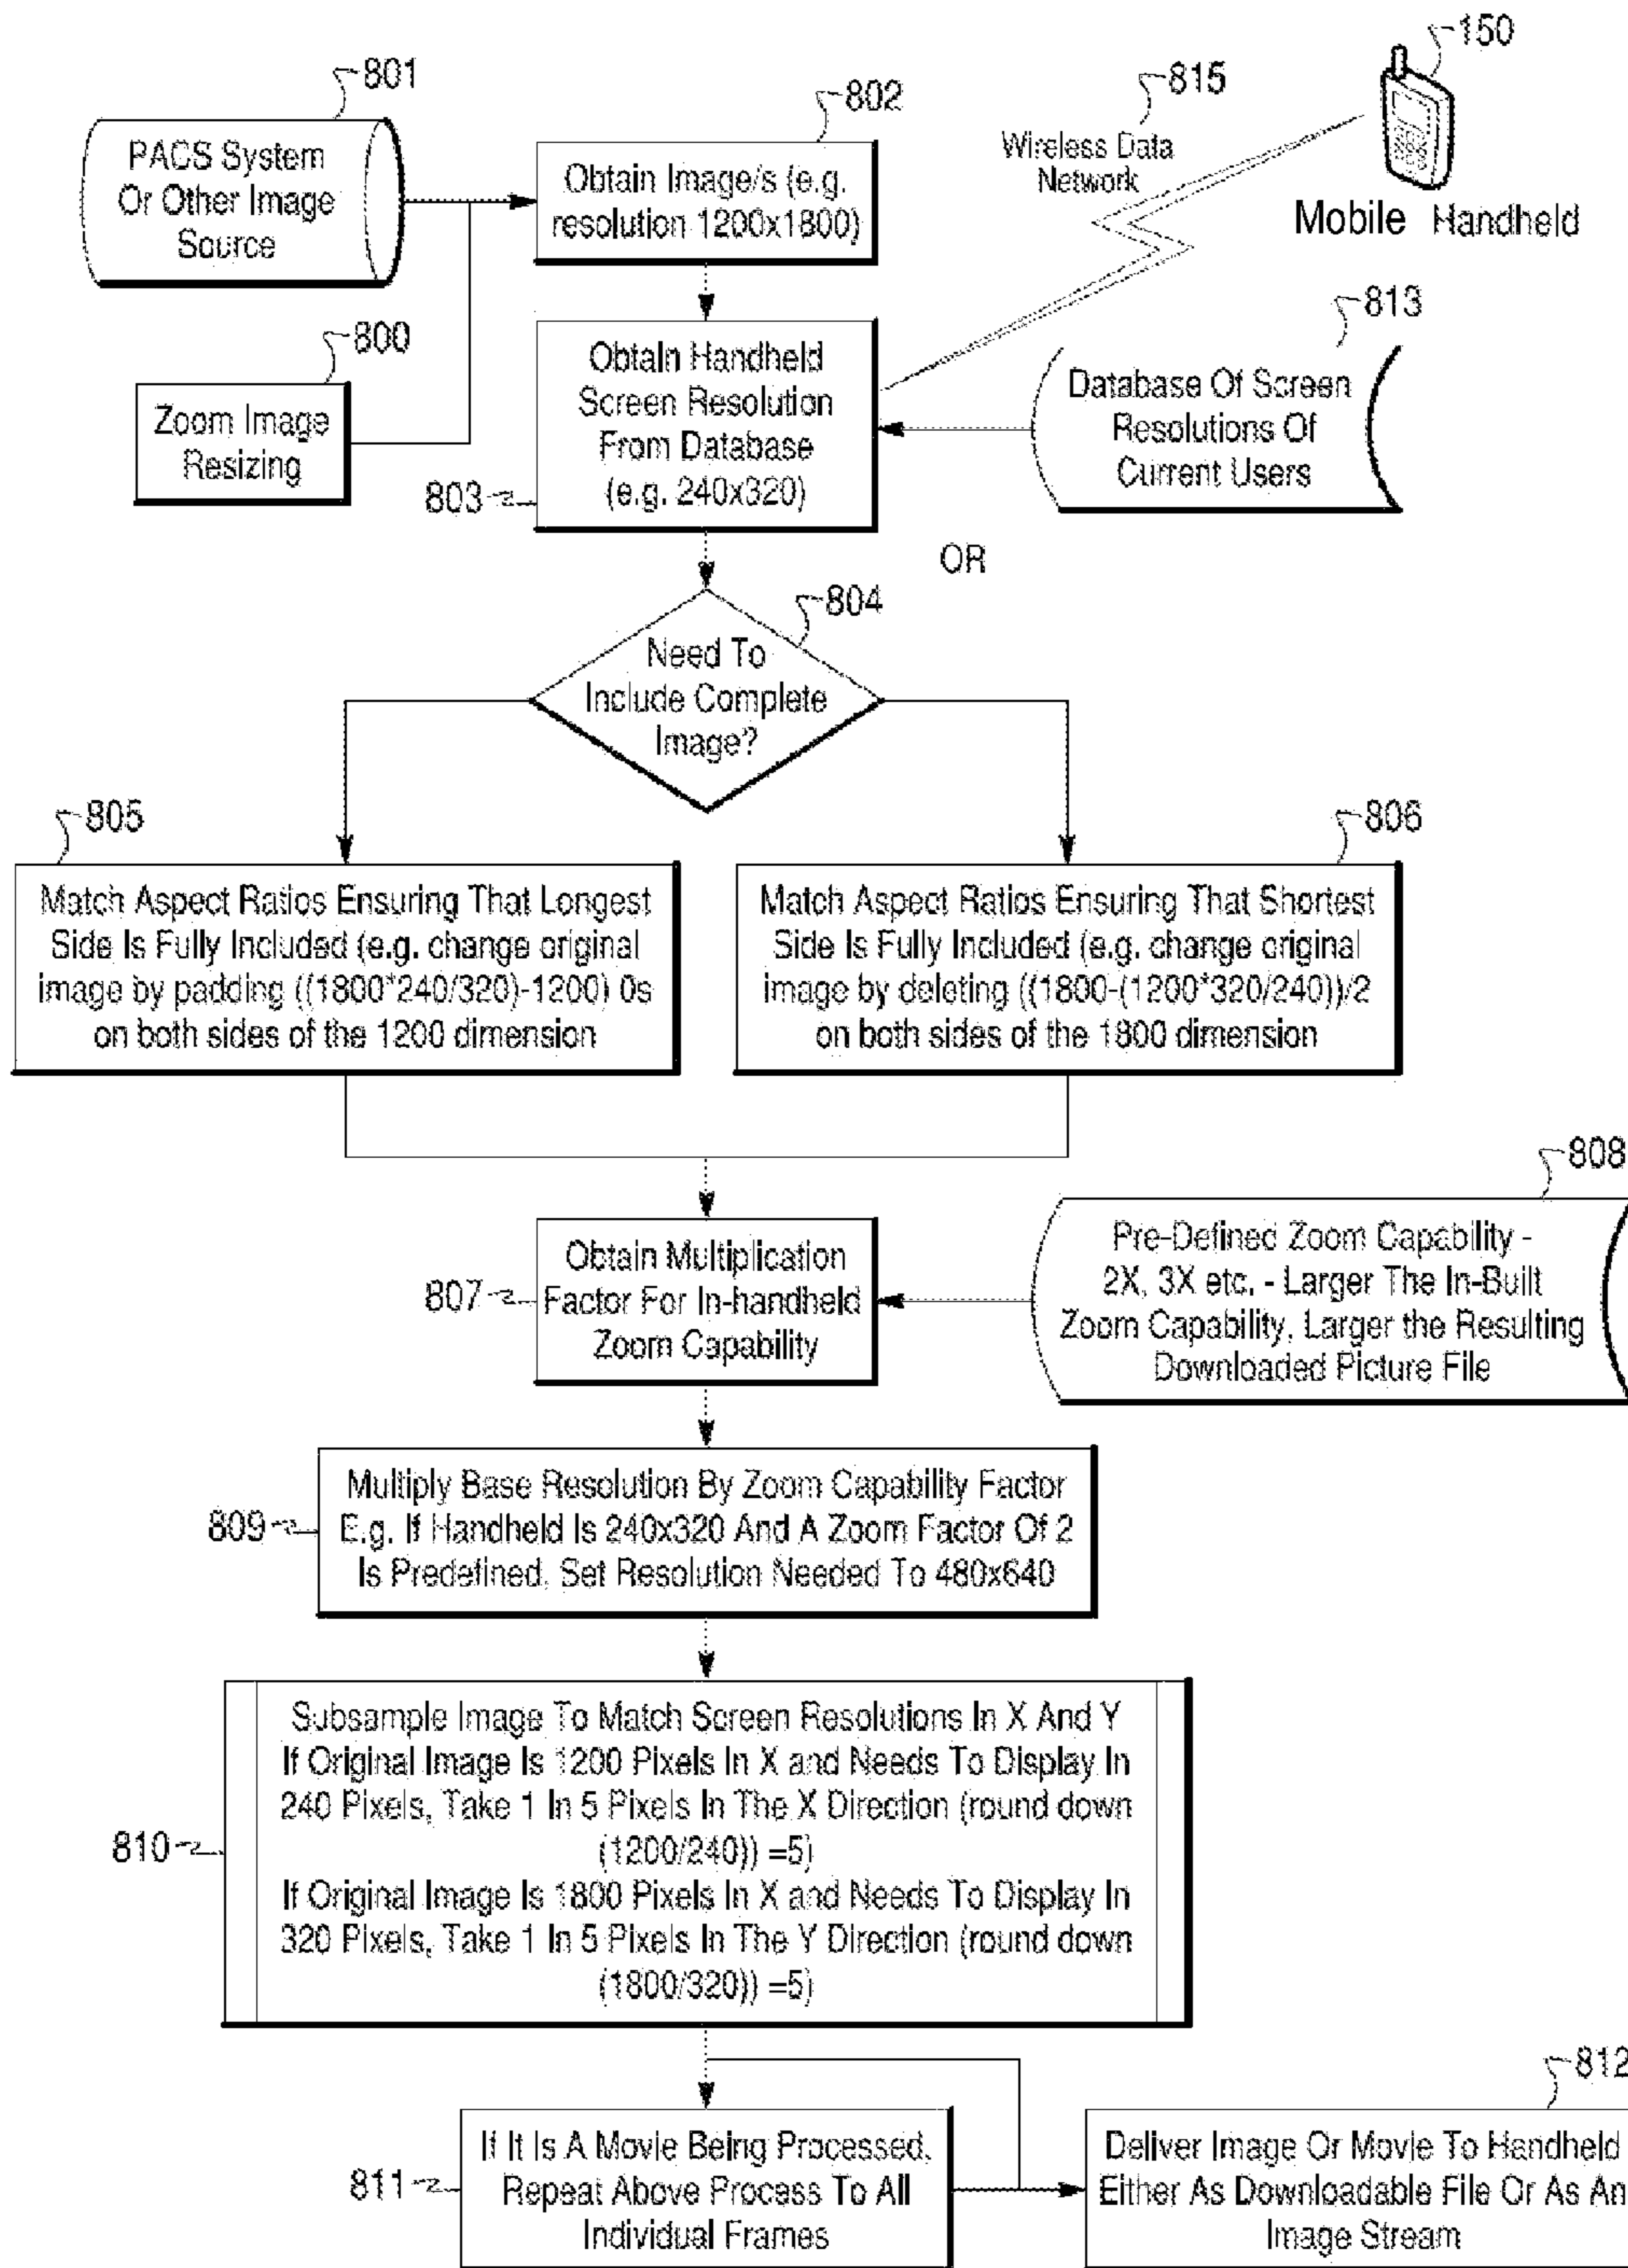 801
PACS System
Or Other Image
Source
802
Obtain Image/s (e.g.
resolution 1200x1800)
815
Wireless Data
Network
150
Mobile Handheld
800
Zoom Image
Resizing
803
Obtain Handheld
Screen Resolution
From Database
(e.g. 240x320)
813
Database Of Screen
Resolutions Of
Current Users
OR
804
Need To
Include Complete
Image?
805
Match Aspect Ratios Ensuring That Longest
Side Is Fully Included (e.g. change original
image by padding ((1800*240/320)-1200) 0s
on both sides of the 1200 dimension
806
Match Aspect Ratios Ensuring That Shortest
Side Is Fully Included (e.g. change original
image by deleting ((1800-(1200*320/240))/2
on both sides of the 1800 dimension
807
Obtain Multiplication
Factor For In-handheld
Zoom Capability
808
Pre-Defined Zoom Capability -
2X, 3X etc. - Larger The In-Built
Zoom Capability, Larger the Resulting
Downloaded Picture File
809
Multiply Base Resolution By Zoom Capability Factor
E.g. If Handheld Is 240x320 And A Zoom Factor Of 2
Is Predefined, Set Resolution Needed To 480x640
810
Subsample Image To Match Screen Resolutions In X And Y
If Original Image Is 1200 Pixels In X and Needs To Display In
240 Pixels, Take 1 In 5 Pixels In The X Direction (round down
(1200/240)) =5)
If Original Image Is 1800 Pixels In X and Needs To Display In
320 Pixels, Take 1 In 5 Pixels In The Y Direction (round down
(1800/320)) =5)
811
If It Is A Movie Being Processed,
Repeat Above Process To All
Individual Frames
812
Deliver Image Or Movie To Handheld
Either As Downloadable File Or As An
Image Stream